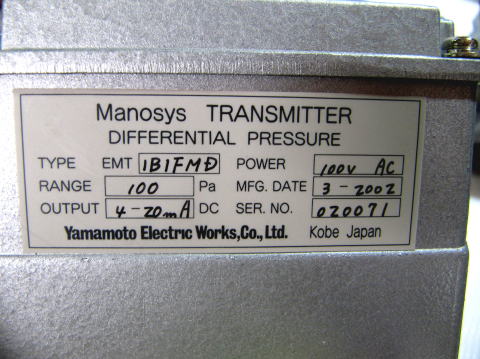 Manosys TRANSMITTER
DIFFERENTIAL PRESSURE
TYPE EMT 1B1FMD POWER 100V AC
RANGE 100 Pa MFG. DATE 3-2002
OUTPUT 4-20mA DC SER. NO. 020071
Yamamoto Electric Works,Co,.Ltd. Kobe Japan